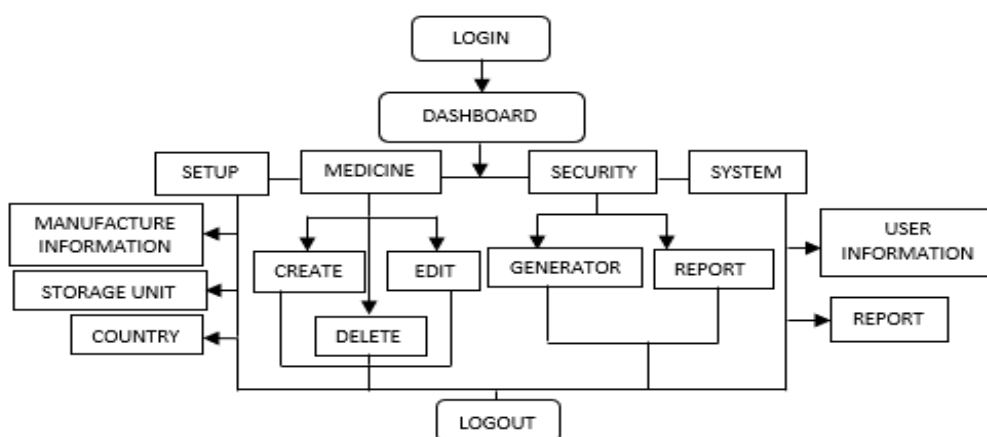 LOGIN
DASHBOARD
SETUP
MEDICINE
SECURITY
SYSTEM
MANUFACTURE
INFORMATION
STORAGE UNIT
COUNTRY
CREATE
EDIT
DELETE
GENERATOR
REPORT
USER
INFORMATION
REPORT
LOGOUT